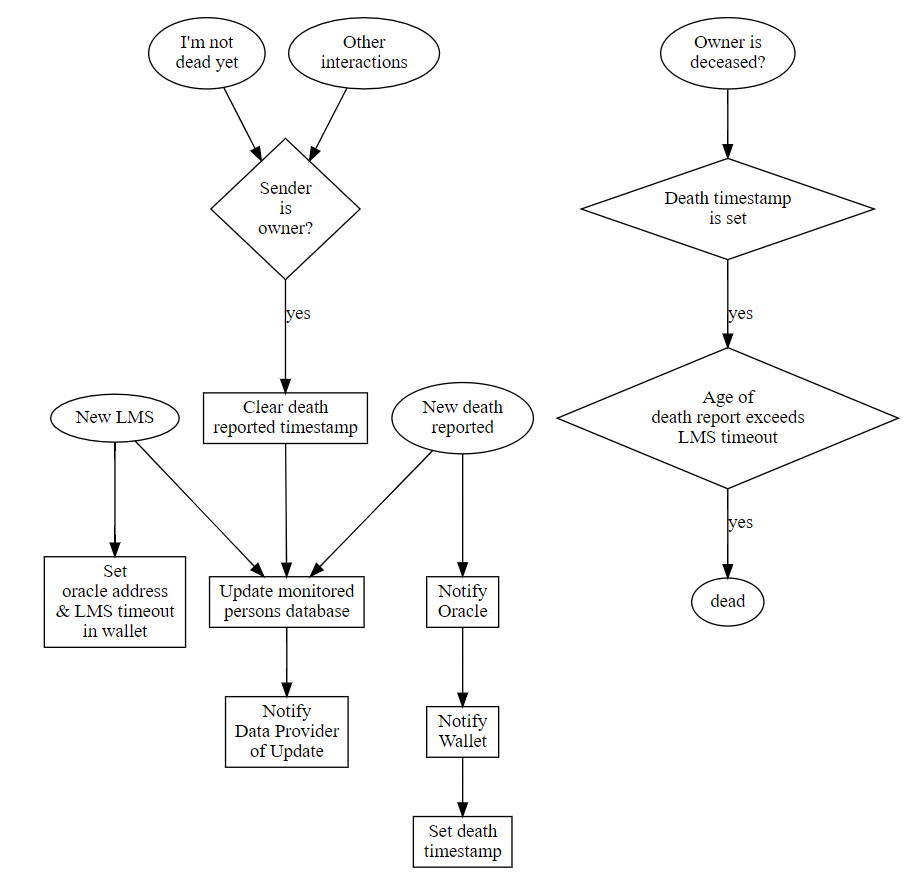 I'm not
dead yet
Other
interactions
Owner is
deceased?
Sender
is
owner?
Death timestamp
is set
yes
yes
New LMS
Clear death
reported timestamp
New death
reported
Age of
death report exceeds
LMS timeout
yes
Set
oracle address
& LMS timeout
in wallet
Update monitored
persons database
Notify
Oracle
dead
Notify
Data Provider
of Update
Notify
Wallet
Set death
timestamp